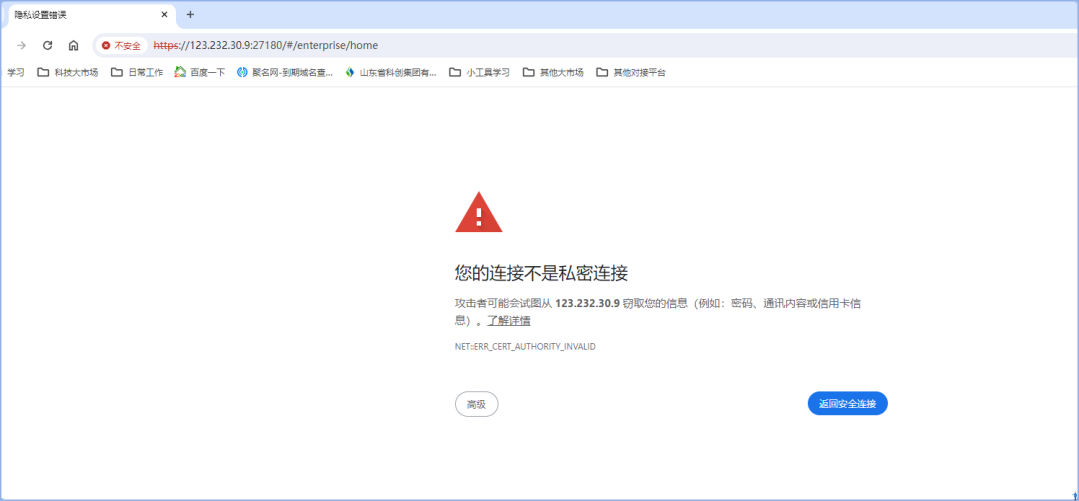 隐私设置错误
不安全 https://123.232.30.9:27180/#/enterprise/home
学习 科技大市场 日常工作 百度一下 聚名网-到期域名查... 山东省科创集团有... 小工具学习 其他大市场 其他对接平台
您的连接不是私密连接
攻击者可能会试图从 123.232.30.9 窃取您的信息（例如：密码、通讯内容或信用卡信
息）。了解详情
NET::ERR_CERT_AUTHORITY_INVALID
高级 返回安全连接